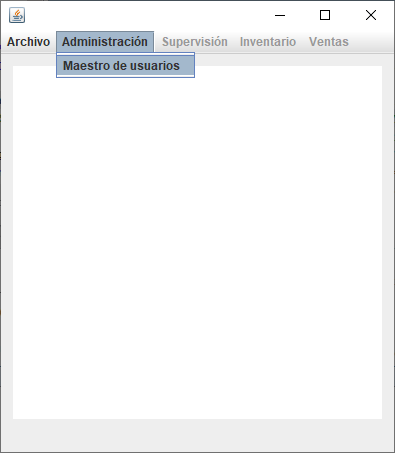 Archivo Administración Supervisión Inventario Ventas
Maestro de usuarios